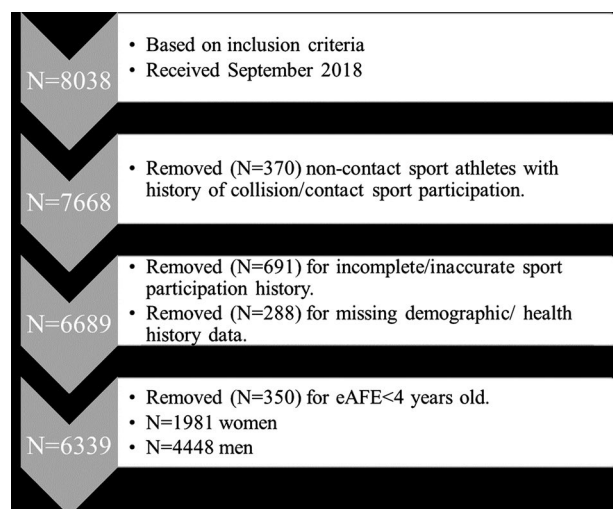 N=8038
• Based on inclusion criteria
• Received September 2018
N=7668
• Removed (N=370) non-contact sport athletes with
history of collision/contact sport participation.
N=6689
• Removed (N=691) for incomplete/inaccurate sport
participation history.
• Removed (N=288) for missing demographic/ health
history data.
N=6339
• Removed (N=350) for eAFE<4 years old.
• N=1981 women
• N=4448 men